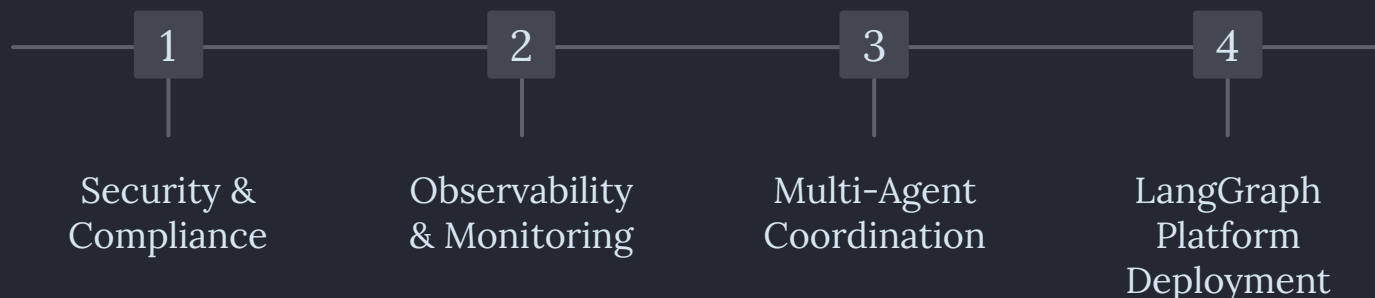 1
2
3
4
Security &
Compliance
Observability
& Monitoring
Multi-Agent
Coordination
LangGraph
Platform
Deployment